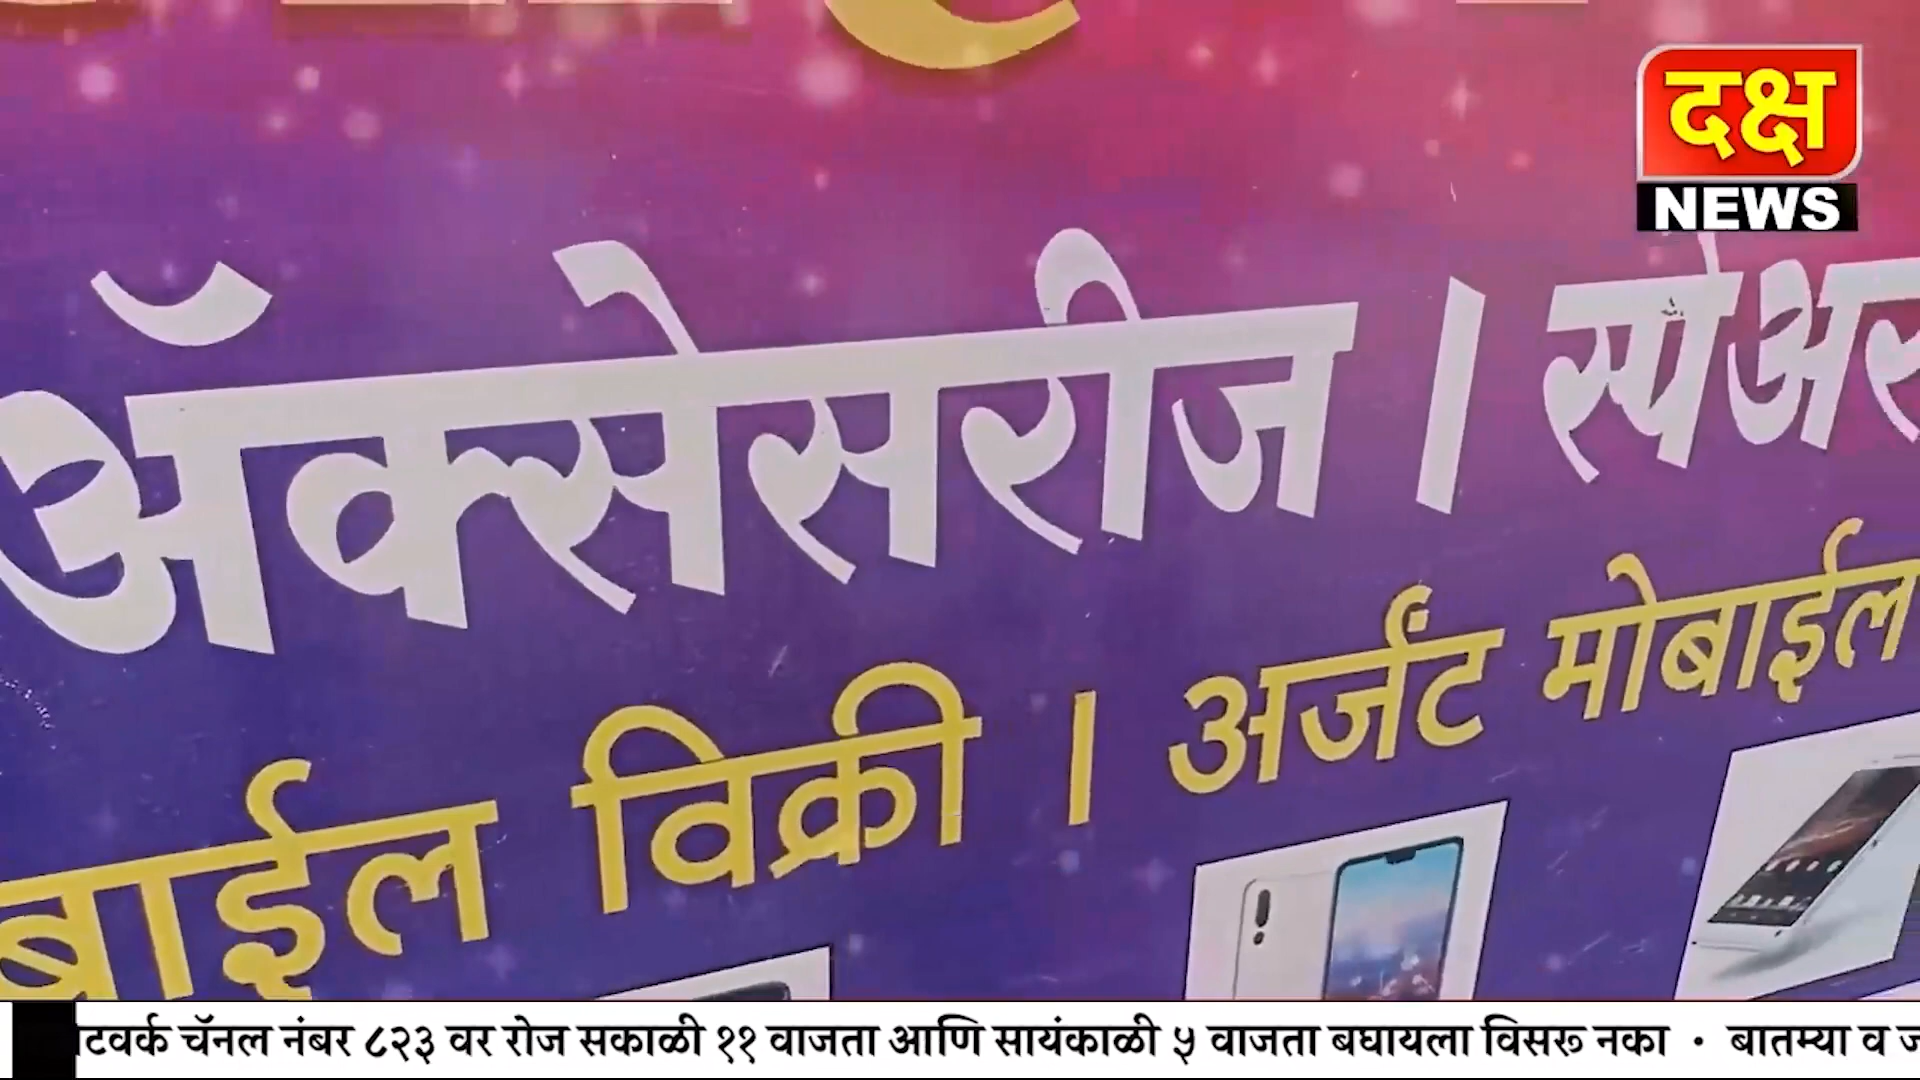 दक्ष
NEWS
ॲक्सेसरीज । स्पेअर
बाईल विक्री । अर्जंट मोबाईल
टवर्क चॅनल नंबर ८२३ वर रोज सकाळी ११ वाजता आणि सायंकाळी ५ वाजता बघायला विसरू नका • बातम्या व